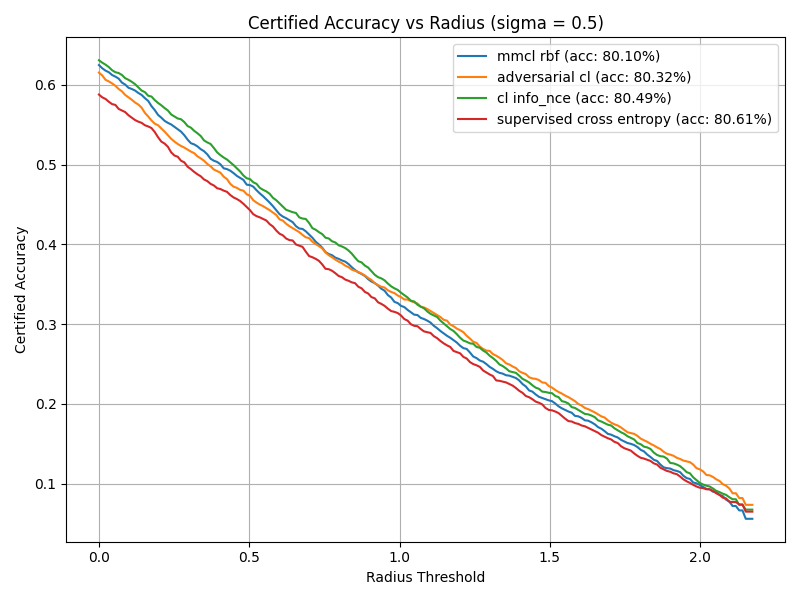 Certified Accuracy vs Radius (sigma = 0.5)
mmcl rbf (acc: 80.10%)
adversarial cl (acc: 80.32%)
cl info_nce (acc: 80.49%)
supervised cross entropy (acc: 80.61%)
Certified Accuracy
0.6
0.5
0.4
0.3
0.2
0.1
0.0 0.5 1.0 1.5 2.0
Radius Threshold